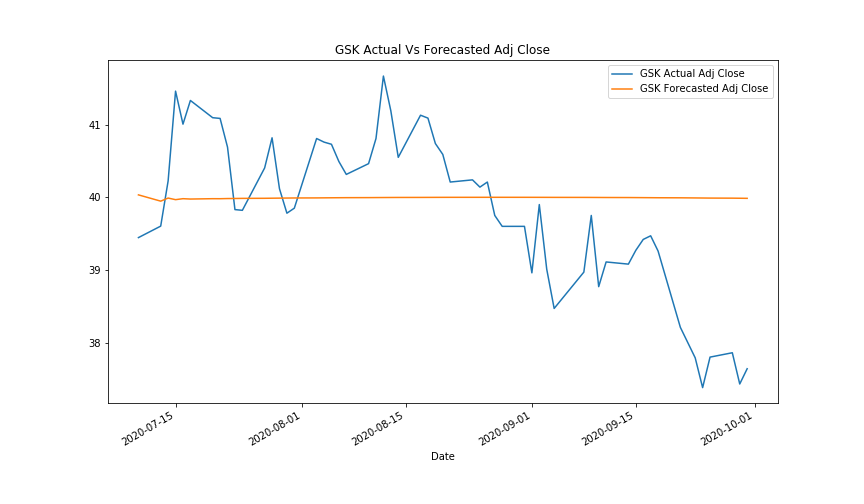 GSK Actual Vs Forecasted Adj Close
GSK Actual Adj Close
GSK Forecasted Adj Close
41
40
39
38
2020-07-15
2020-08-01
2020-08-15
2020-09-01
2020-09-15
2020-10-01
Date